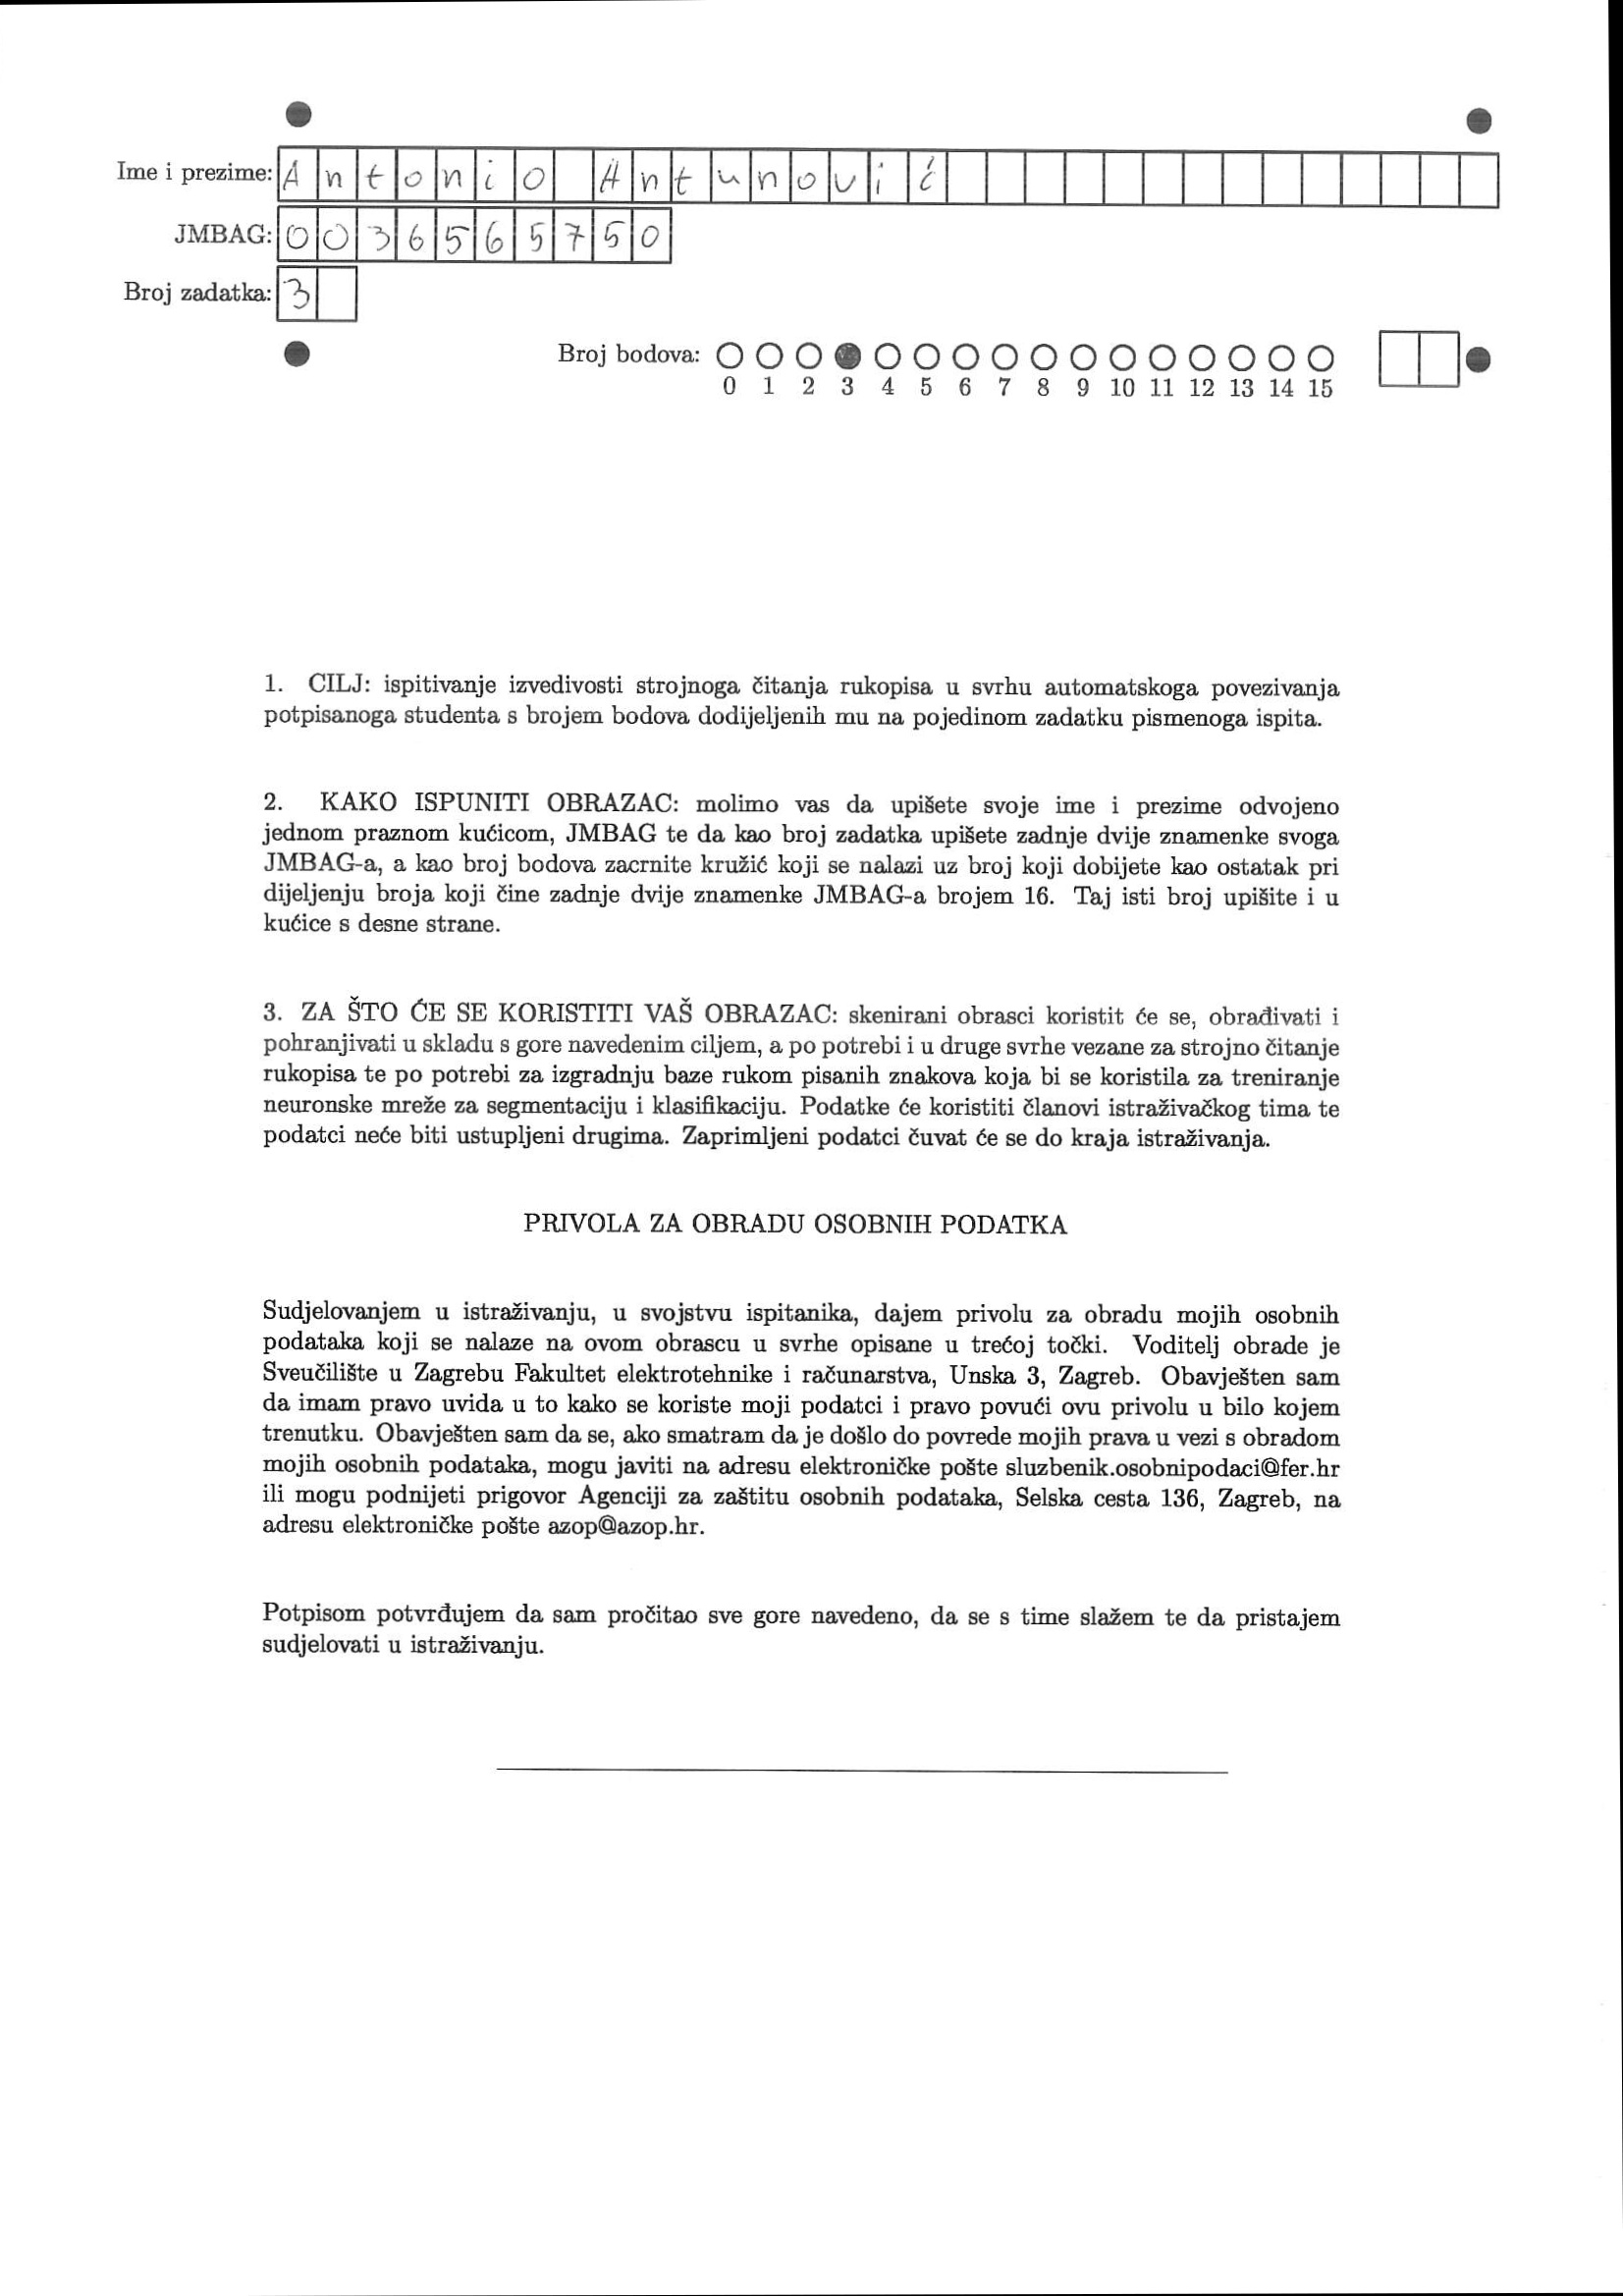 Ime i prezime: Antonio Antunović
JMBAG: 0036565750
Broj zadatka: 3
Broj bodova:
0 1 2 3 4 5 6 7 8 9 10 11 12 13 14 15
1. CILJ: ispitivanje izvedivosti strojnoga čitanja rukopisa u svrhu automatskoga povezivanja
potpisanoga studenta s brojem bodova dodijeljenih mu na pojedinom zadatku pismenoga ispita.
2. KAKO ISPUNITI OBRAZAC: molimo vas da upišete svoje ime i prezime odvojeno
jednom praznom kućicom, JMBAG te da kao broj zadatka upišete zadnje dvije znamenke svoga
JMBAG-a, a kao broj bodova zacrnite kružić koji se nalazi uz broj koji dobijete kao ostatak pri
dijeljenju broja koji čine zadnje dvije znamenke JMBAG-a brojem 16. Taj isti broj upišite i u
kućice s desne strane.
3. ZA ŠTO ĆE SE KORISTITI VAŠ OBRAZAC: skenirani obrasci koristit će se, obrađivati i
pohranjivati u skladu s gore navedenim ciljem, a po potrebi i u druge svrhe vezane za strojno čitanje
rukopisa te po potrebi za izgradnju baze rukom pisanih znakova koja bi se koristila za treniranje
neuronske mreže za segmentaciju i klasifikaciju. Podatke će koristiti članovi istraživačkog tima te
podatci neće biti ustupljeni drugima. Zaprimljeni podatci čuvat će se do kraja istraživanja.
PRIVOLA ZA OBRADU OSOBNIH PODATKA
Sudjelovanjem u istraživanju, u svojstvu ispitanika, dajem privolu za obradu mojih osobnih
podataka koji se nalaze na ovom obrascu u svrhe opisane u trećoj točki. Voditelj obrade je
Sveučilište u Zagrebu Fakultet elektrotehnike i računarstva, Unska 3, Zagreb. Obavješten sam
da imam pravo uvida u to kako se koriste moji podatci i pravo povući ovu privolu u bilo kojem
trenutku. Obavješten sam da se, ako smatram da je došlo do povrede mojih prava u vezi s obradom
mojih osobnih podataka, mogu javiti na adresu elektroničke pošte sluzbenik.osobnipodaci@fer.hr
ili mogu podnijeti prigovor Agenciji za zaštitu osobnih podataka, Selska cesta 136, Zagreb, na
adresu elektroničke pošte azop@azop.hr.
Potpisom potvrđujem da sam pročitao sve gore navedeno, da se s time slažem te da pristajem
sudjelovati u istraživanju.